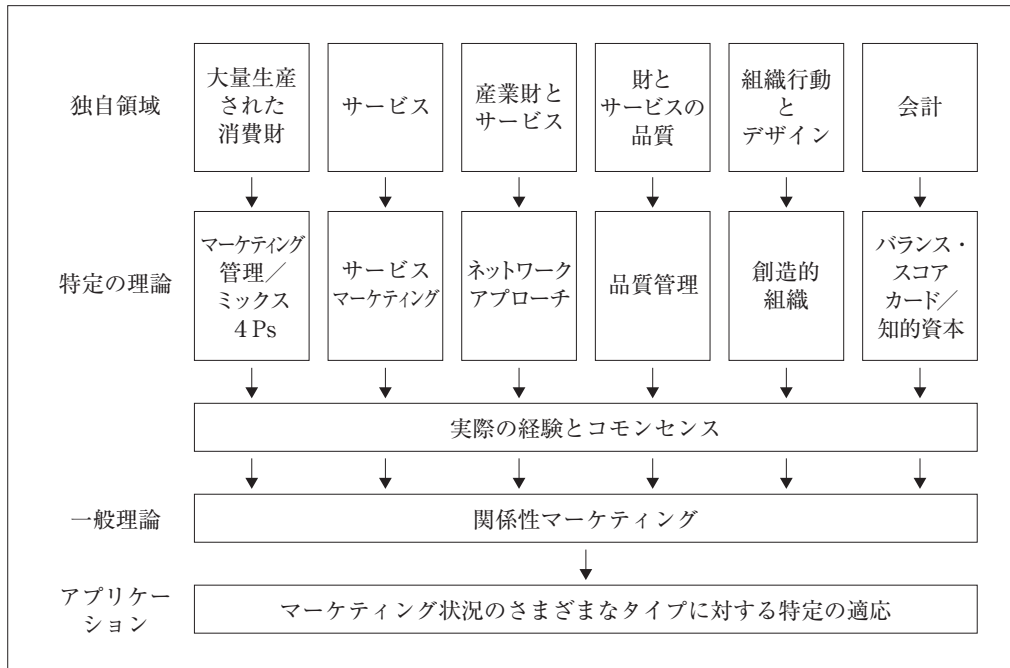 独自領域
大量生産
された
消費財
サービス
産業財と
サービス
財と
サービスの
品質
組織行動
と
デザイン
会計
特定の理論
マーケティング
管理／
ミックス
4 Ps
サービス
マーケティング
ネットワーク
アプローチ
品質管理
創造的
組織
バランス・
スコア
カード／
知的資本
実際の経験とコモンセンス
一般理論
関係性マーケティング
アプリケー
ション
マーケティング状況のさまざまなタイプに対する特定の適応